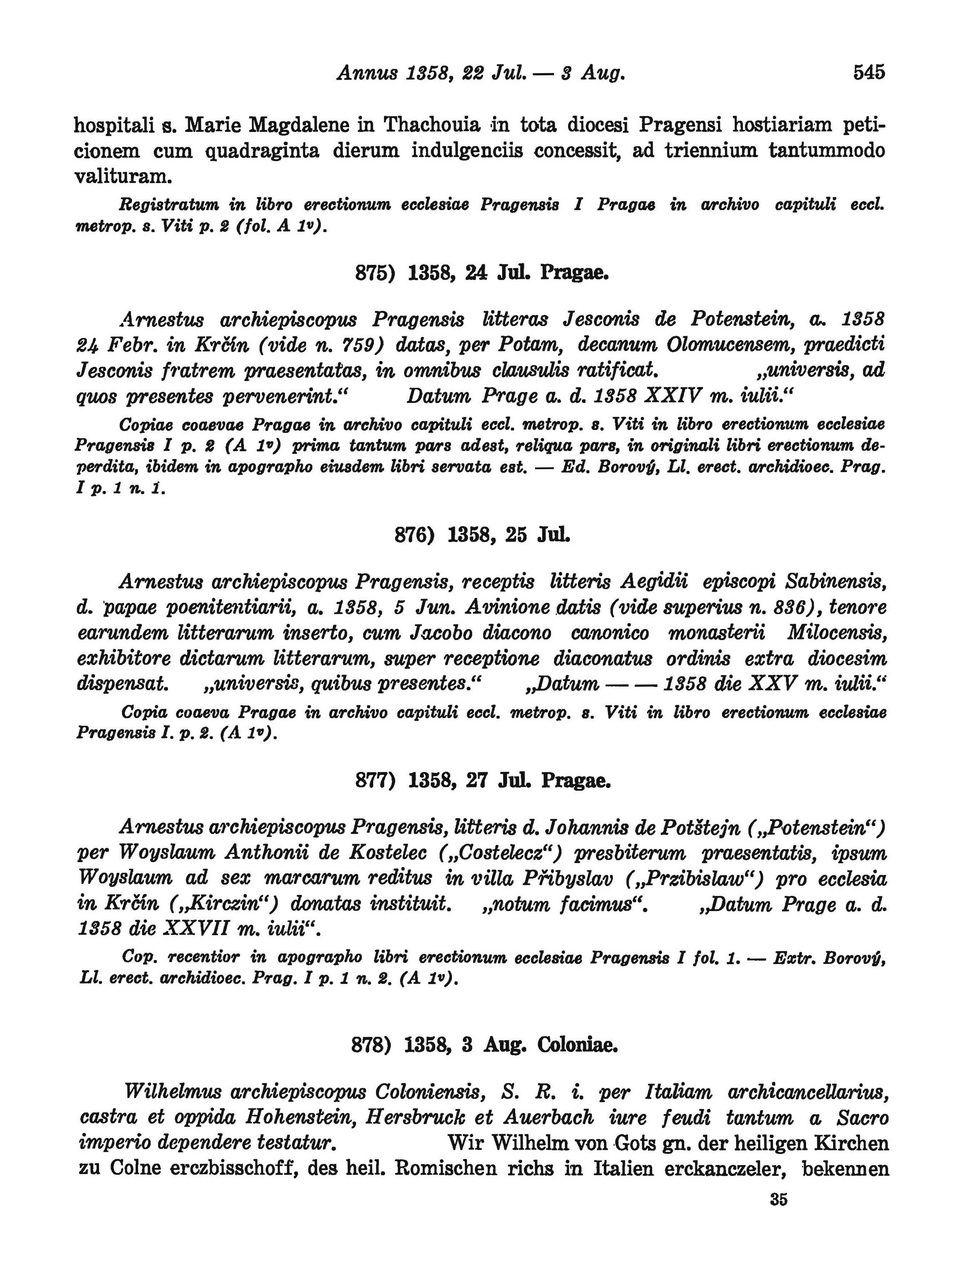 Annus 1358, 22 Jul. — 3 Aug. 545
hospitali s. Marie Magdalene in Thachouia in tota diocesi Pragensi hostiariam peti-
cionem cum quadraginta dierum indulgenciis concessit, ad triennium tantummodo
valituram.
Registratum in libro erectionum ecclesiae Pragensis I Pragae in archivo capituli eccl.
metrop. s. Viti p. 2 (fol. A 1v).
875) 1358, 24 Jul. Pragae.
Arnestus archiepiscopus Pragensis litteras Jesconis de Potenstein, a. 1358
24 Febr. in Krčín (vide n. 759) datas, per Potam, decanum Olomucensem, praedicti
Jesconis fratrem praesentatas, in omnibus clausulis ratificat. „universis, ad
quos presentes pervenerint.“ Datum Prage a. d. 1358 XXIV m. iulii.“
Copiae coaevae Pragae in archivo capituli eccl. metrop. s. Viti in libro erectionum ecclesiae
Pragensis I p. 2 (A 1v) prima tantum pars adest, reliqua pars, in originali libri erectionum de-
perdita, ibidem in apographo eiusdem libri servata est. — Ed. Borový, Ll. erect. archidioec. Prag.
I p. 1 n. 1.
876) 1358, 25 Jul.
Arnestus archiepiscopus Pragensis, receptis litteris Aegidii episcopi Sabinensis,
d. papae poenitentiarii, a. 1358, 5 Jun. Avinione datis (vide superius n. 836), tenore
earundem litterarum inserto, cum Jacobo diacono canonico monasterii Milocensis,
exhibitore dictarum litterarum, super receptione diaconatus ordinis extra diocesim
dispensat. „universis, quibus presentes.“ „Datum — — 1358 die XXV m. iulii.“
Copia coaeva Pragae in archivo capituli eccl. metrop. s. Viti in libro erectionum ecclesiae
Pragensis I. p. 2. (A 1v).
877) 1358, 27 Jul. Pragae.
Arnestus archiepiscopus Pragensis, litteris d. Johannis de Potštejn („Potenstein“)
per Woyslaum Anthonii de Kostelec („Costelecz“) presbiterum praesentatis, ipsum
Woyslaum ad sex marcarum reditus in villa Přibyslav („Przibislaw“) pro ecclesia
in Krčín („Kirczin“) donatas instituit. „notum facimus“. „Datum Prage a. d.
1358 die XXVII m. iulii“.
Cop. recentior in apographo libri erectionum ecclesiae Pragensis I fol. 1. — Extr. Borový,
Ll. erect. archidioec. Prag. I p. 1 n. 2. (A 1v).
878) 1358, 3 Aug. Coloniae.
Wilhelmus archiepiscopus Coloniensis, S. R. i. per Italiam archicancellarius,
castra et oppida Hohenstein, Hersbruck et Auerbach iure feudi tantum a Sacro
imperio dependere testatur. Wir Wilhelm von Gots gn. der heiligen Kirchen
zu Colne erczbisschoff, des heil. Romischen richs in Italien erckanczeler, bekennen
35